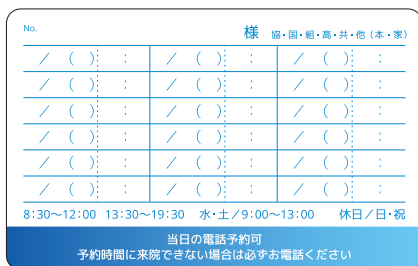 No. 様 協・国・組・高・共・他(本・家)
/ ( ) : / ( ) : / ( ) :
/ ( ) : / ( ) : / ( ) :
/ ( ) : / ( ) : / ( ) :
/ ( ) : / ( ) : / ( ) :
/ ( ) : / ( ) : / ( ) :
/ ( ) : / ( ) : / ( ) :
8:30〜12:00 13:30〜19:30 水・土/9:00〜13:00 休日/日・祝
当日の電話予約可
予約時間に来院できない場合は必ずお電話ください